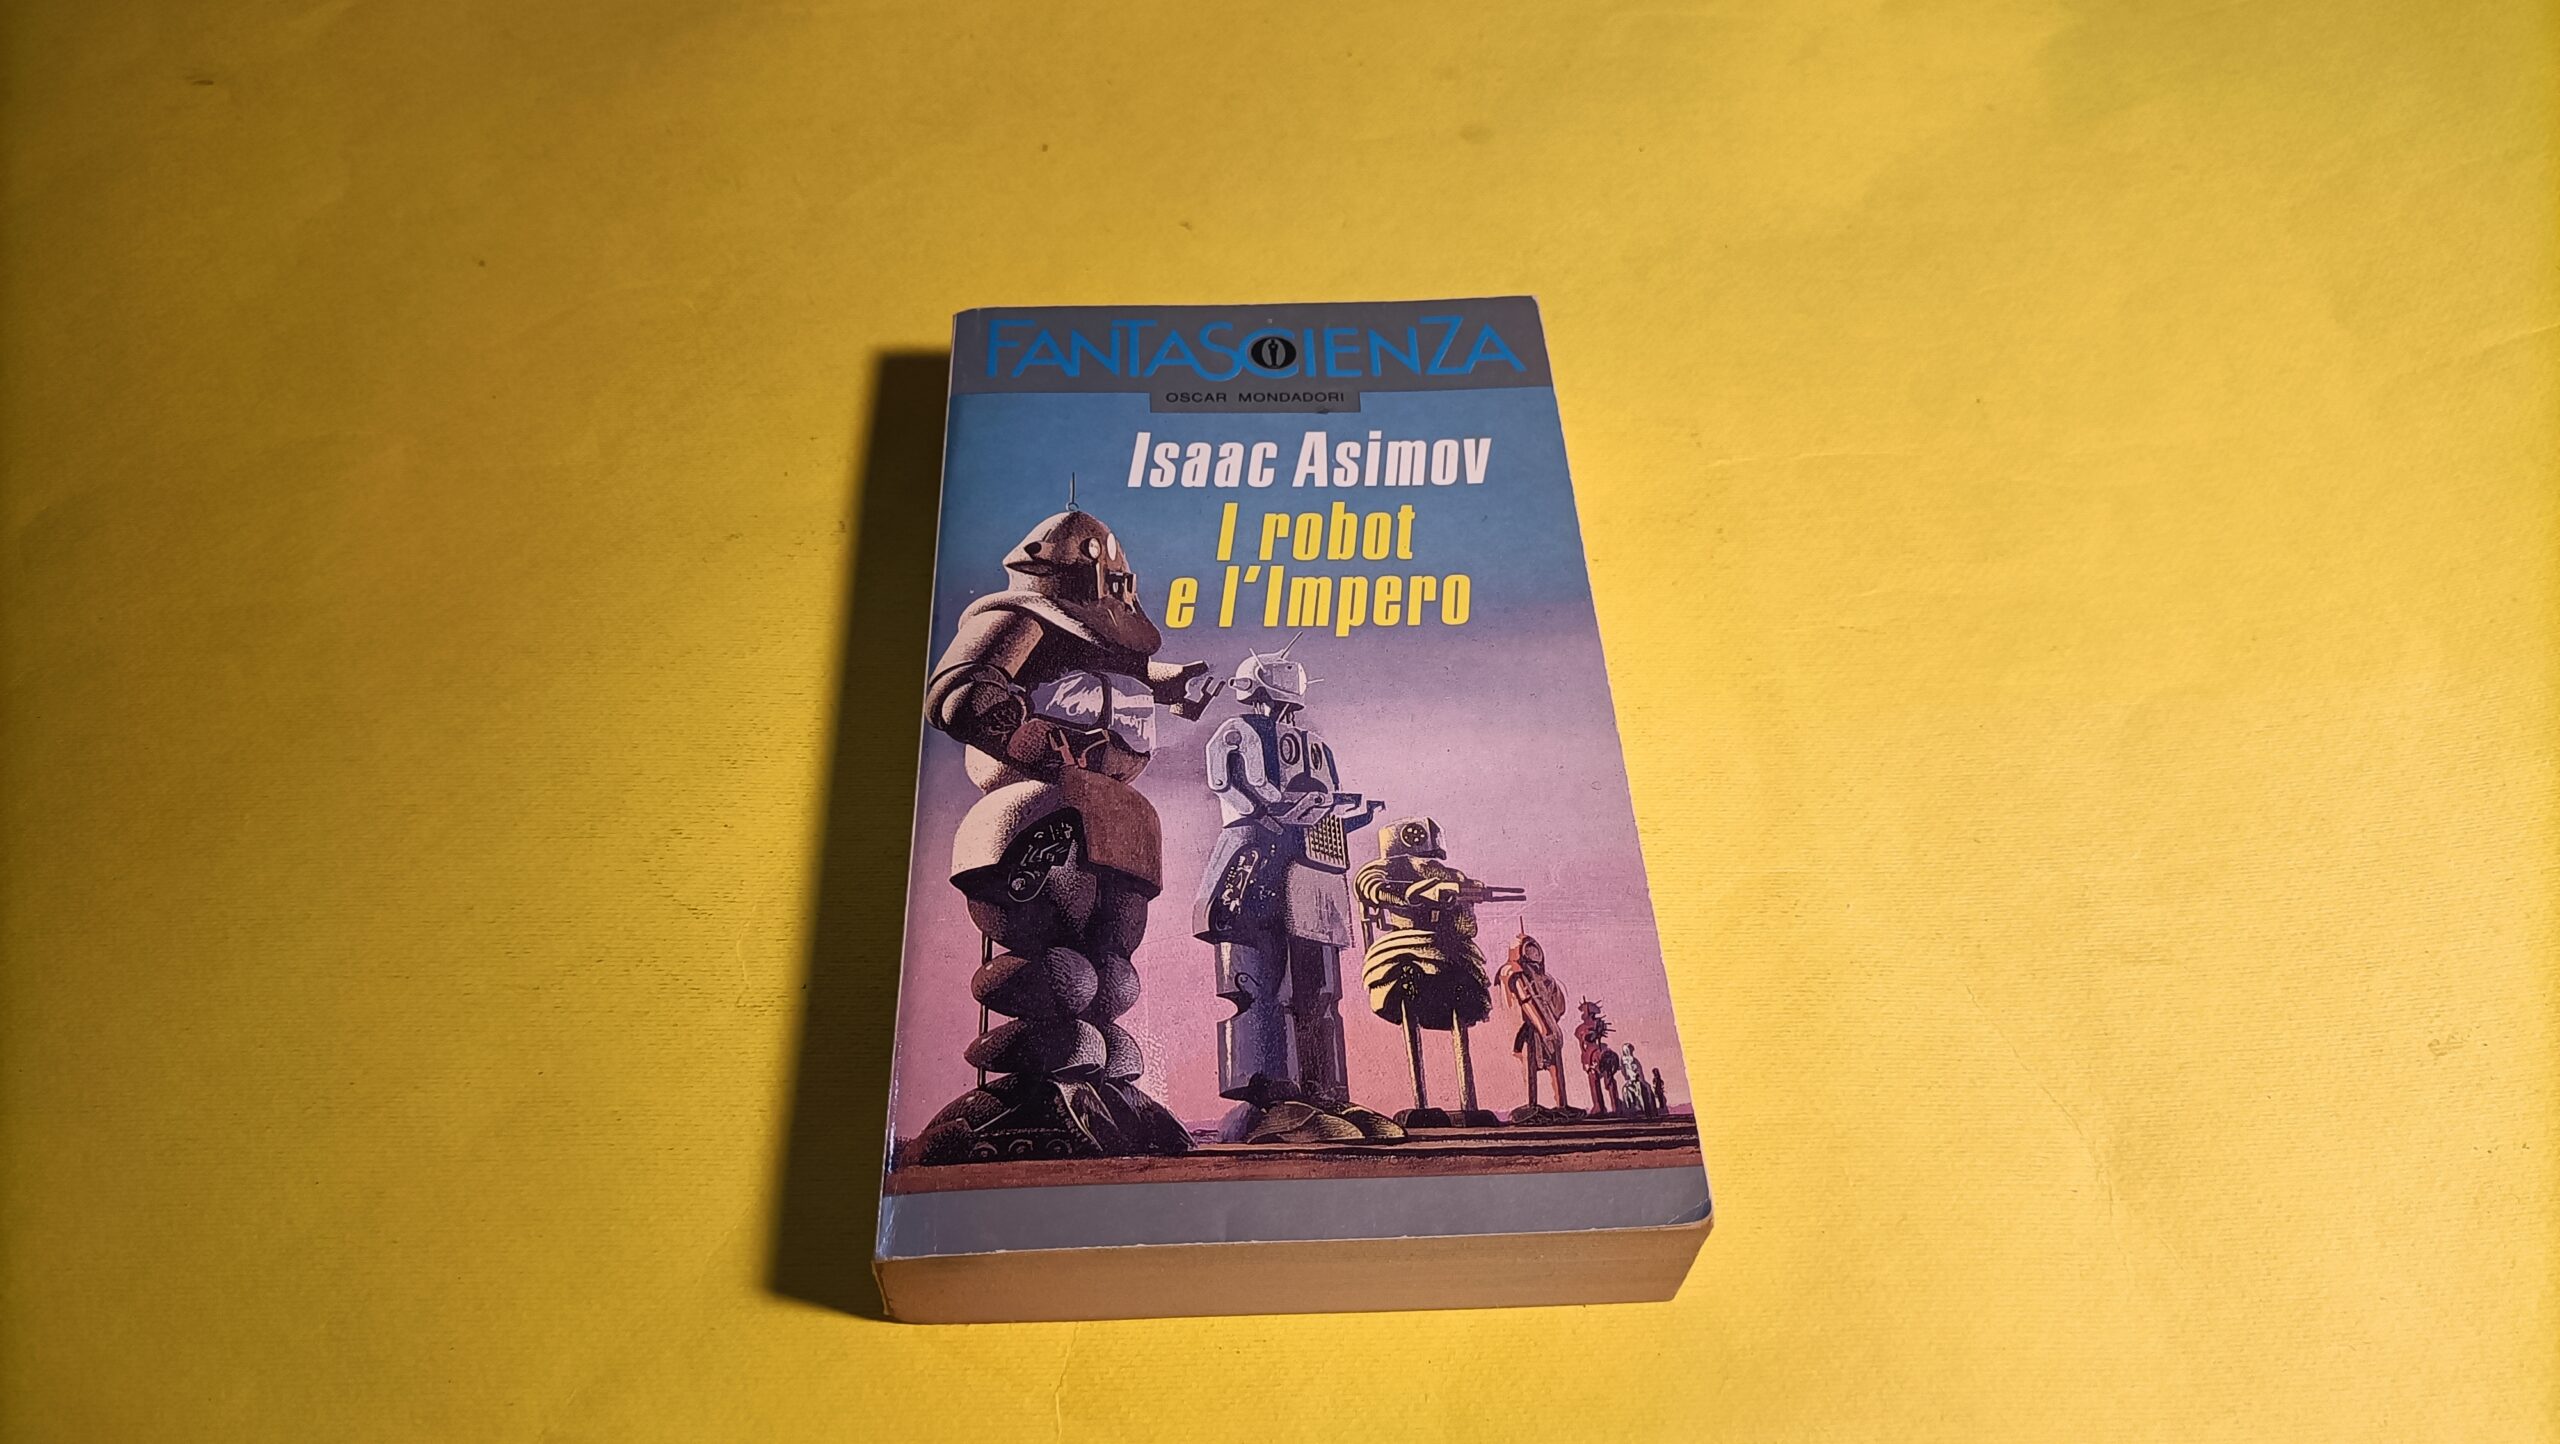 FANTASCIENZA
OSCAR MONDADORI
Isaac Asimov
I robot
e l'Impero